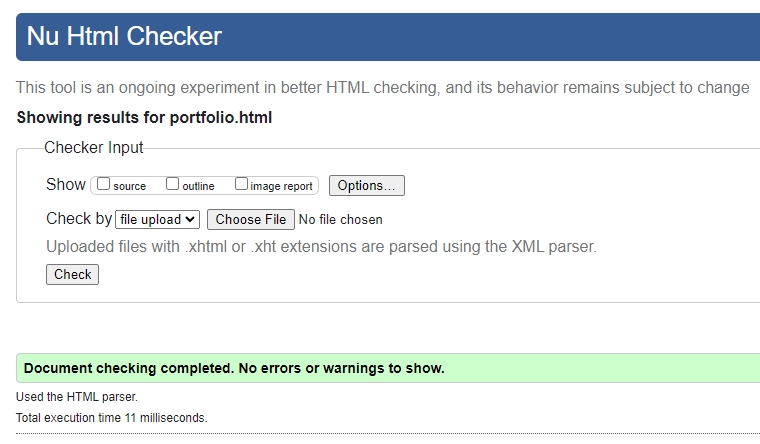 Nu Html Checker
This tool is an ongoing experiment in better HTML checking, and its behavior remains subject to change
Showing results for portfolio.html
Checker Input
Show source outline image report Options...
Check by file upload Choose File No file chosen
Uploaded files with .xhtml or .xht extensions are parsed using the XML parser.
Check
Document checking completed. No errors or warnings to show.
Used the HTML parser.
Total execution time 11 milliseconds.